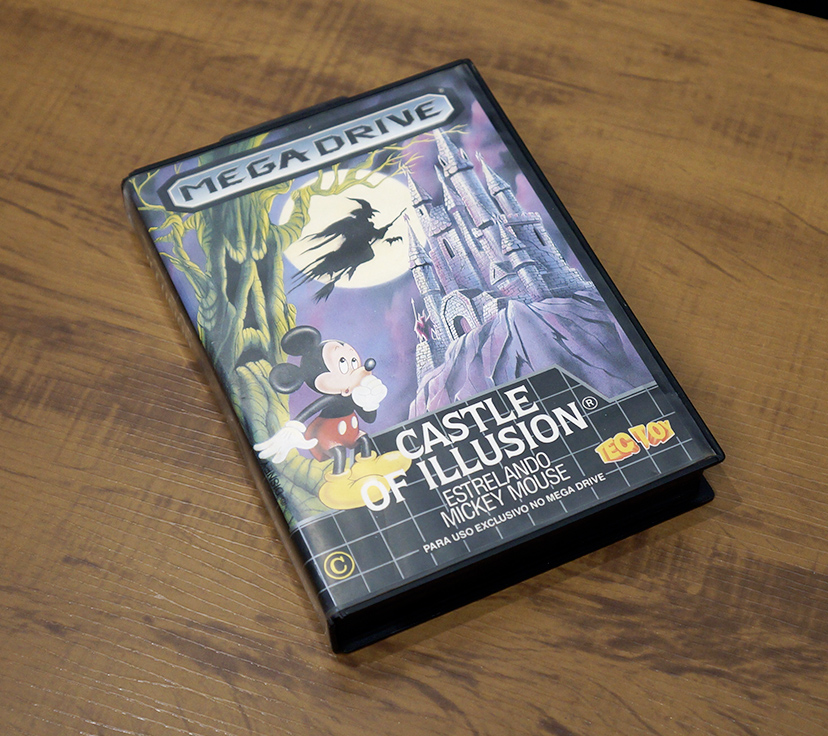 MEGA DRIVE
CASTLE
OF ILLUSION®
ESTRELANDO
MICKEY MOUSE
TEC TOY
PARA USO EXCLUSIVO NO MEGA DRIVE
©